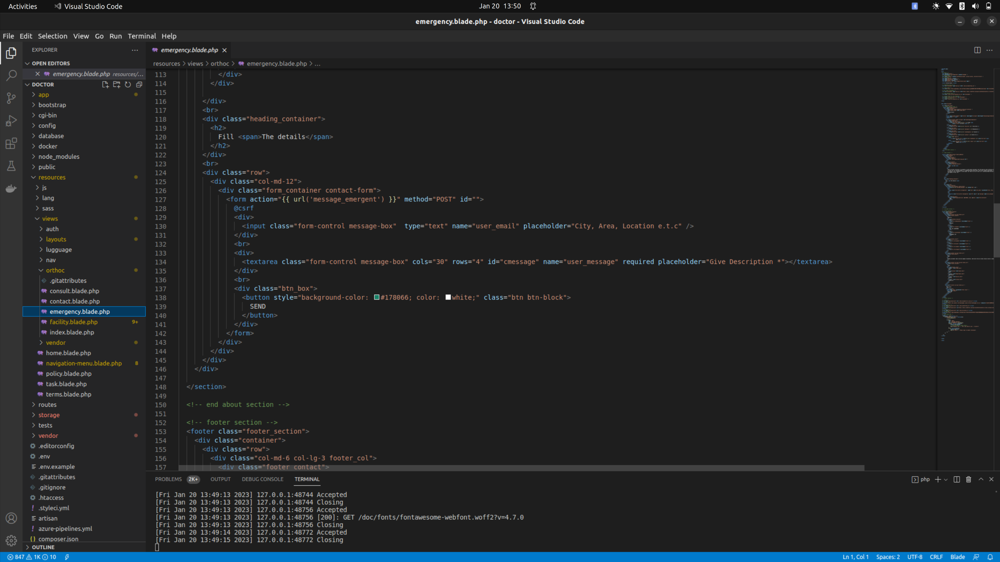 Activities
Visual Studio Code
Jan 20 13:50
emergency.blade.php - doctor - Visual Studio Code
File Edit Selection View Go Run Terminal Help
EXPLORER
OPEN EDITORS
emergency.blade.php resources/...
DOCTOR
app
bootstrap
cgi-bin
config
database
docker
node_modules
public
resources
js
lang
sass
views
auth
layouts
lugguage
nav
orthoc
.gitattributes
consult.blade.php
contact.blade.php
emergency.blade.php
facility.blade.php 9+
index.blade.php
vendor
home.blade.php
navigation-menu.blade.php 8
policy.blade.php
task.blade.php
terms.blade.php
routes
storage
tests
vendor
.editorconfig
.env
.env.example
.gitattributes
.gitignore
.htaccess
.styleci.yml
artisan
azure-pipelines.yml
composer.json
OUTLINE
emergency.blade.php
resources > views > orthoc > emergency.blade.php > ...
113 </div>
114 </div>
115
116 </div>
117 <br>
118 <div class="heading_container">
119 <h2>
120 Fill <span>The details</span>
121 </h2>
122 </div>
123 <br>
124 <div class="row">
125 <div class="col-md-12">
126 <div class="form_container contact-form">
127 <form action="{{ url('message_emergent') }}" method="POST" id="">
128 @csrf
129 <div>
130 <input class="form-control message-box"  type="text" name="user_email" placeholder="City, Area, Location e.t.c" />
131 </div>
132 <br>
133 <div>
134 <textarea class="form-control message-box" cols="30" rows="4" id="cmessage" name="user_message" required placeholder="Give Description *"></textarea>
135 </div>
136 <br>
137 <div class="btn_box">
138 <button style="background-color: #178066; color: white;" class="btn btn-block">
139 SEND
140 </button>
141 </div>
142 </form>
143 </div>
144 </div>
145 </div>
146 </div>
147
148 </section>
149
150 <!-- end about section -->
151
152 <!-- footer section -->
153 <footer class="footer_section">
154 <div class="container">
155 <div class="row">
156 <div class="col-md-6 col-lg-3 footer_col">
157 <div class="footer_contact">
PROBLEMS 2K+ OUTPUT DEBUG CONSOLE TERMINAL
php
[Fri Jan 20 13:49:13 2023] 127.0.0.1:48744 Accepted
[Fri Jan 20 13:49:13 2023] 127.0.0.1:48744 Closing
[Fri Jan 20 13:49:13 2023] 127.0.0.1:48756 Accepted
[Fri Jan 20 13:49:13 2023] 127.0.0.1:48756 [200]: GET /doc/fonts/fontawesome-webfont.woff2?v=4.7.0
[Fri Jan 20 13:49:13 2023] 127.0.0.1:48756 Closing
[Fri Jan 20 13:49:14 2023] 127.0.0.1:48772 Accepted
[Fri Jan 20 13:49:15 2023] 127.0.0.1:48772 Closing
847 1K 10
Ln 1, Col 1 Spaces: 2 UTF-8 CRLF Blade